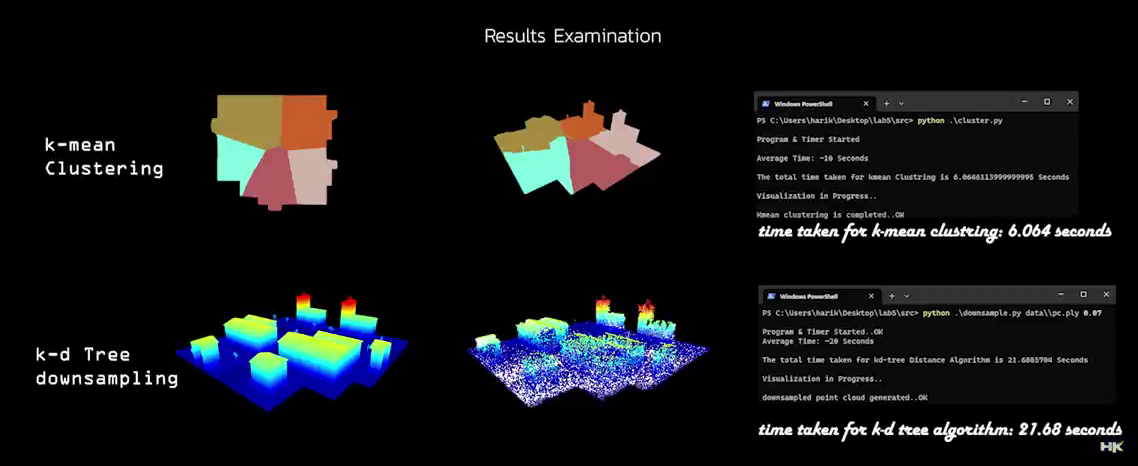 Results Examination
k-mean
Clustering
Windows PowerShell
PS C:\Users\harik\Desktop\lab5\src> python .\cluster.py
Program & Timer Started
Average Time: ~10 Seconds
The total time taken for kmean Clustring is 6.0646113999999995 Seconds
Visualization in Progress..
Kmean clustering is completed..OK
time taken for k-mean clustring: 6.064 seconds
k-d Tree
downsampling
Windows PowerShell
PS C:\Users\harik\Desktop\lab5\src> python .\downsample.py data\\pc.ply 0.07
Program & Timer Started..OK
Average Time: ~20 Seconds
The total time taken for kd-tree Distance Algorithm is 21.6885704 Seconds
Visualization in Progress..
downsampled point cloud generated..OK
time taken for k-d tree algorithm: 21.68 seconds
HK